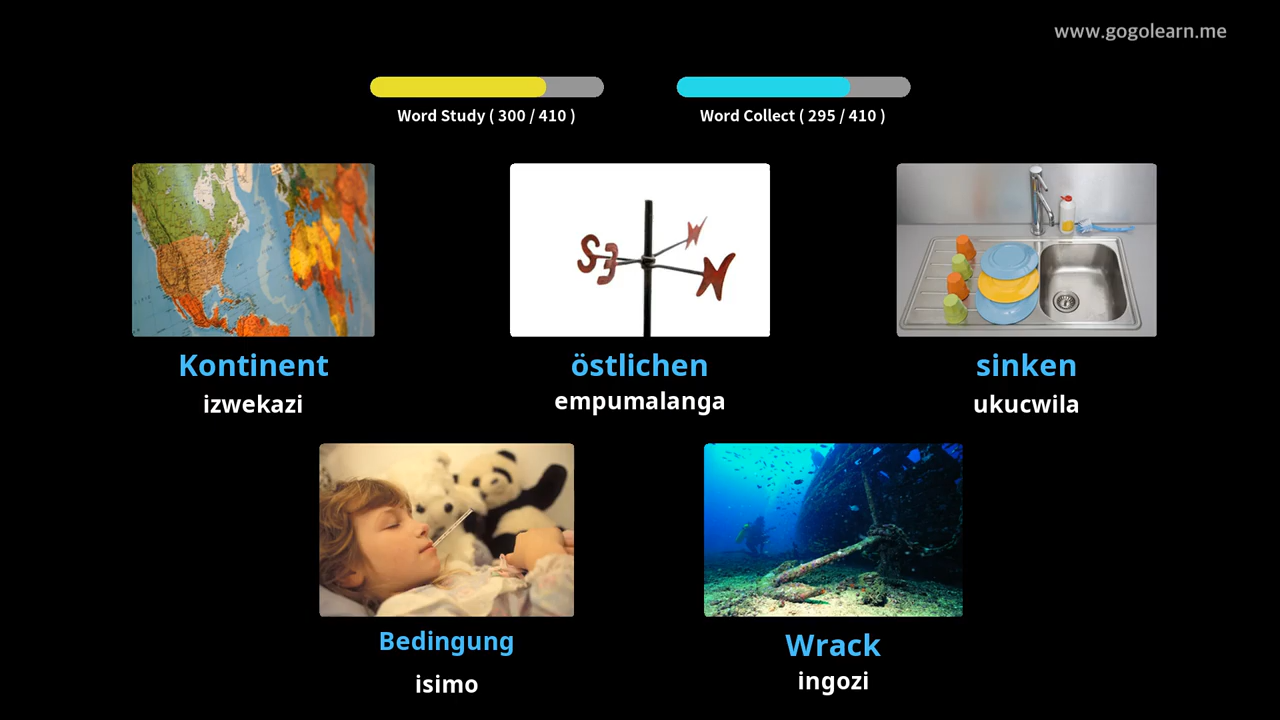 www.gogolearn.me
Word Study ( 300 / 410 )
Word Collect ( 295 / 410 )
S E N N
Kontinent
östlichen
sinken
izwekazi
empumalanga
ukucwila
Bedingung
Wrack
isimo
ingozi